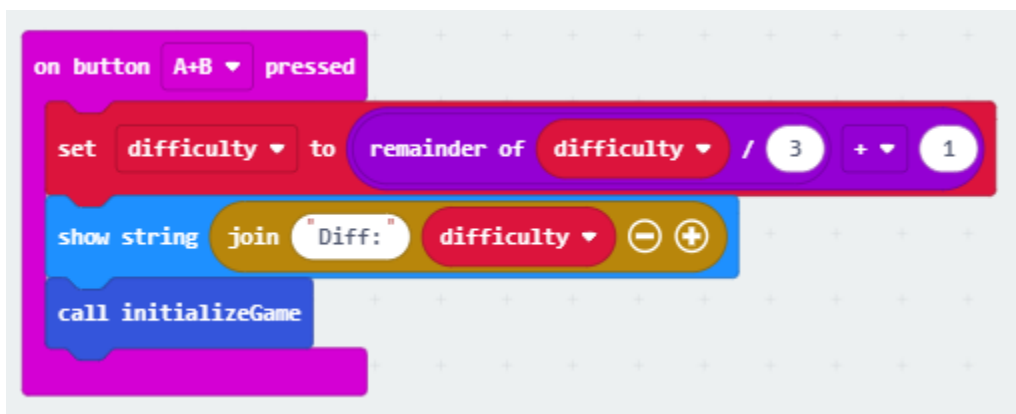 on button A+B pressed
set difficulty to remainder of difficulty / 3 + 1
show string join "Diff:" difficulty
call initializeGame